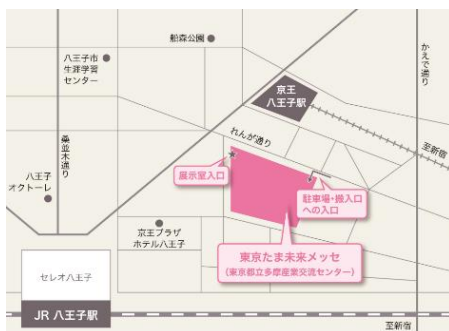 船森公園
かえで通り
八王子市
生涯学習
センター
京王
八王子駅
桑並木通り
れんが通り
至新宿
展示室入口
駐車場・搬入口
への入口
八王子
オクトーレ
京王プラザ
ホテル八王子
東京たま未来メッセ
(東京都立多摩産業交流センター)
セレオ八王子
JR 八王子駅
至新宿